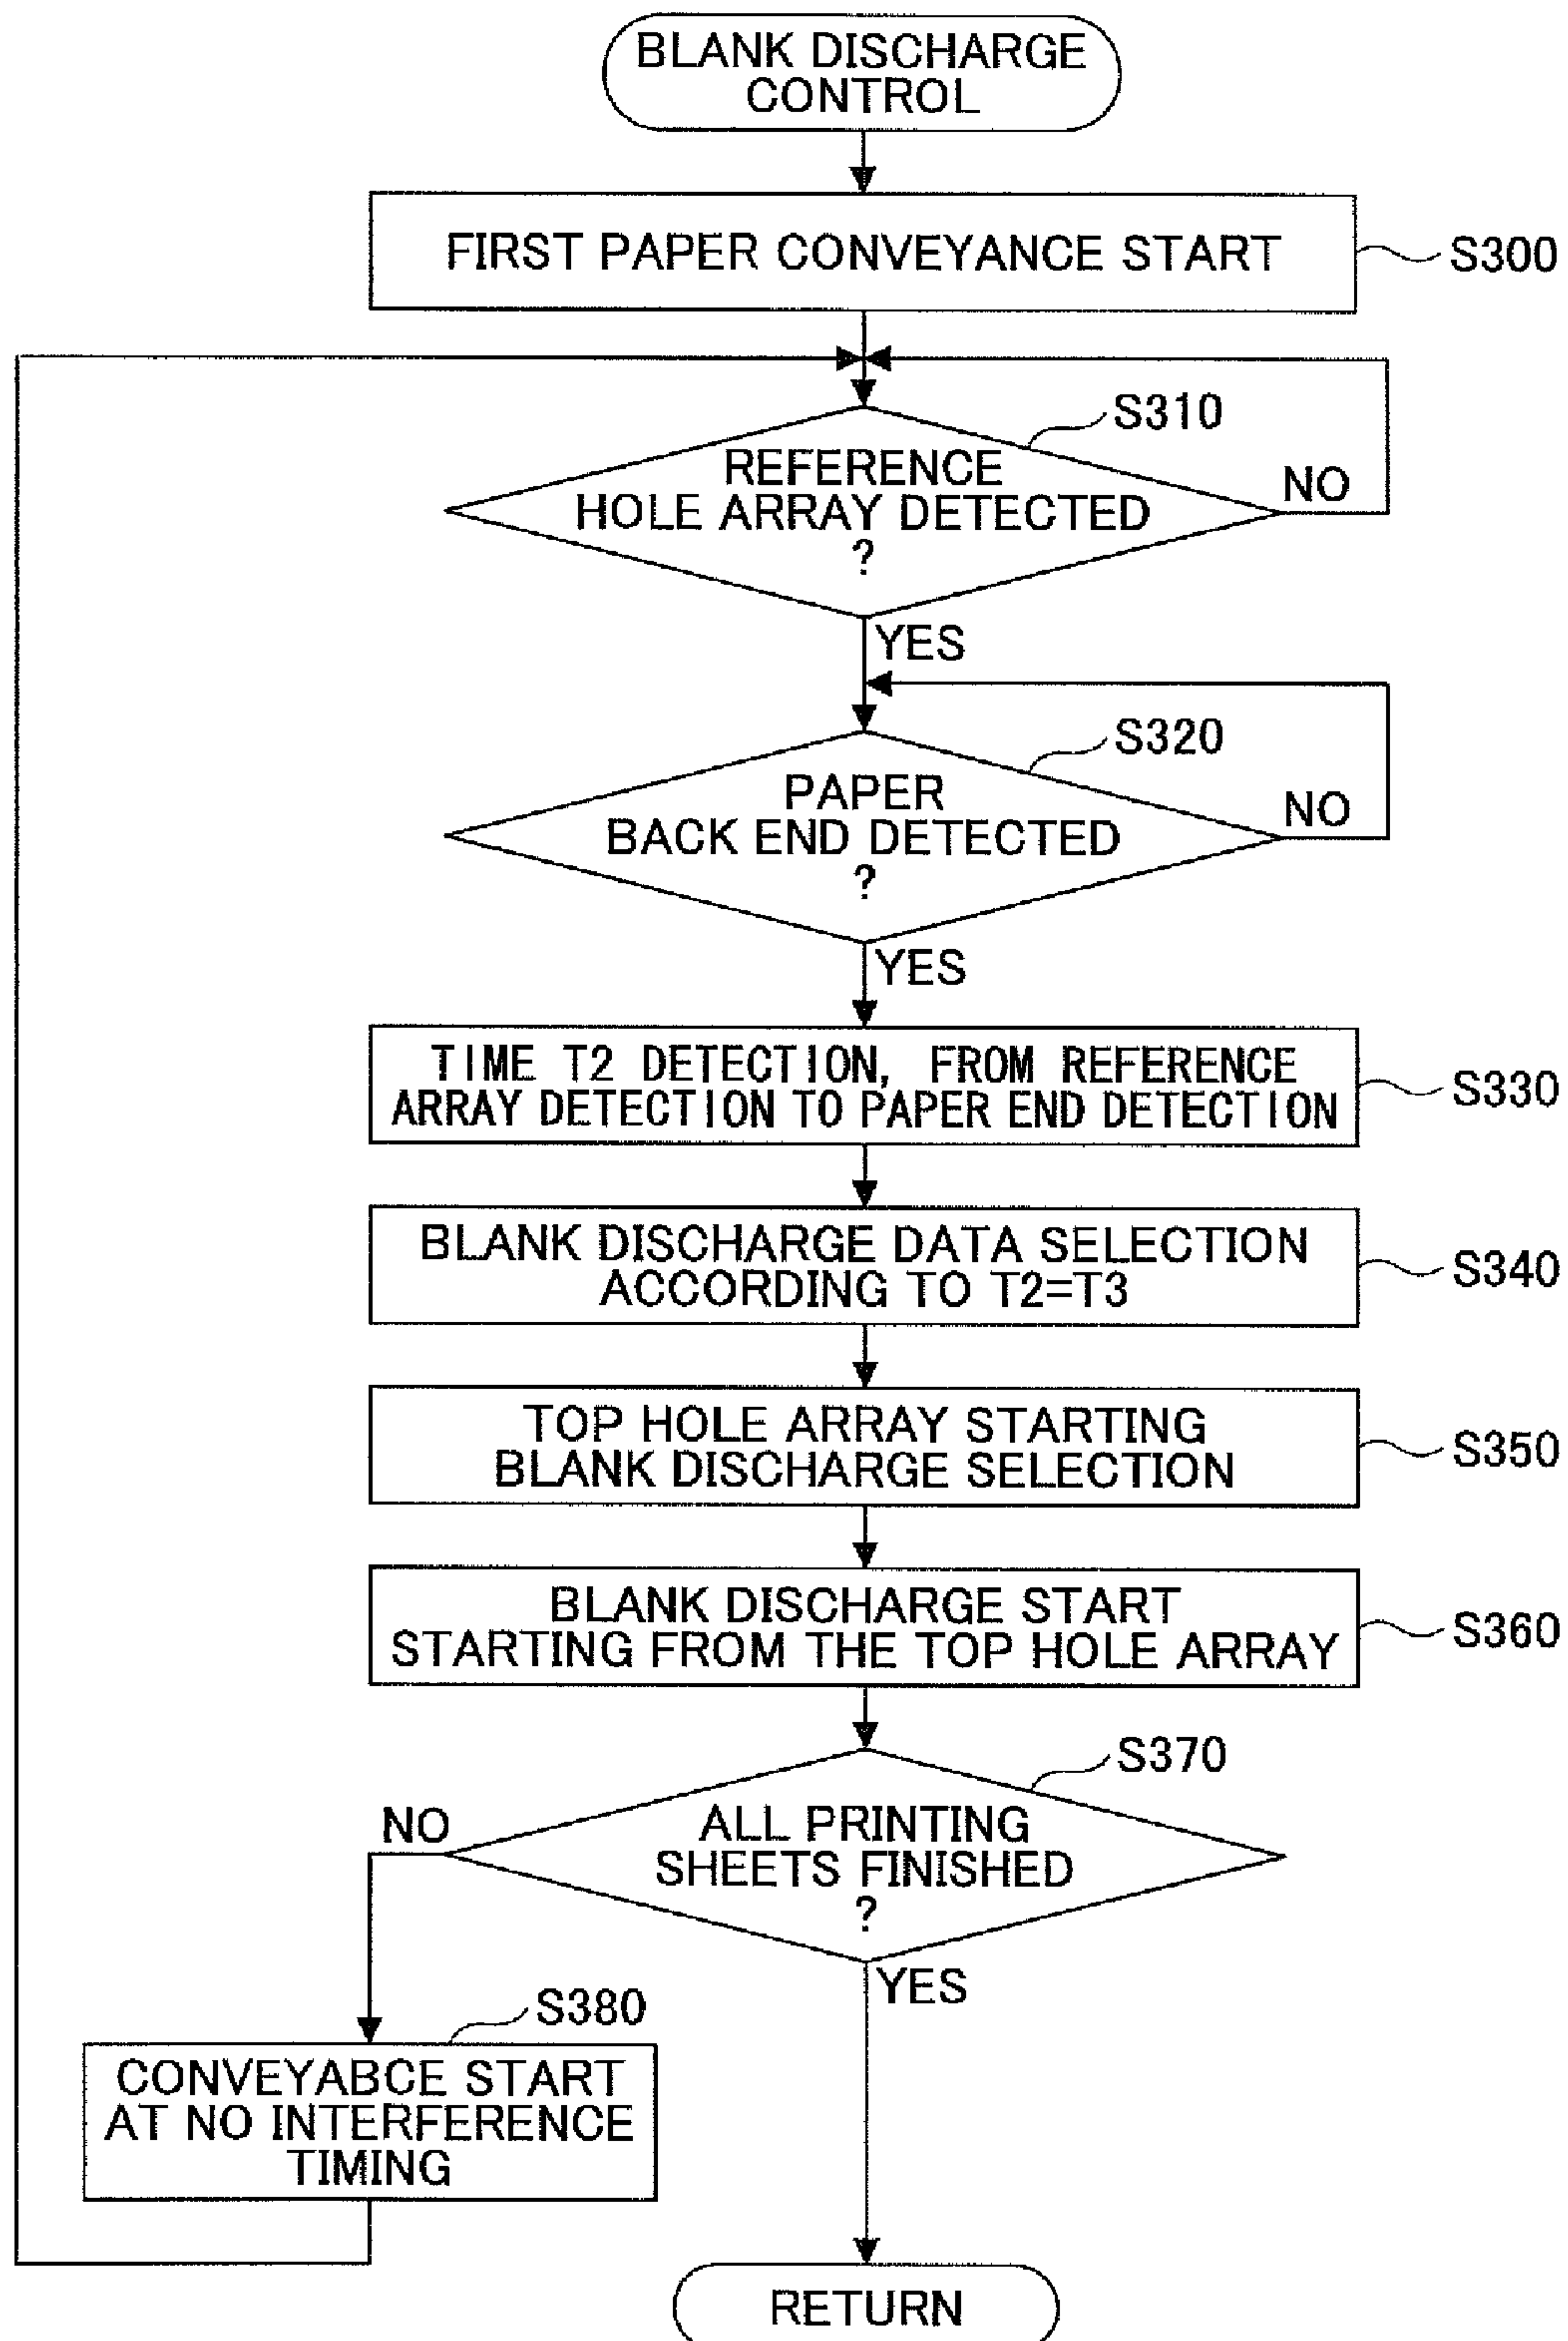 BLANK DISCHARGE
CONTROL
FIRST PAPER CONVEYANCE START
S300
S310
REFERENCE
HOLE ARRAY DETECTED
?
NO
YES
S320
PAPER
BACK END DETECTED
?
NO
YES
TIME T2 DETECTION, FROM REFERENCE
ARRAY DETECTION TO PAPER END DETECTION
S330
BLANK DISCHARGE DATA SELECTION
ACCORDING TO T2=T3
S340
TOP HOLE ARRAY STARTING
BLANK DISCHARGE SELECTION
S350
BLANK DISCHARGE START
STARTING FROM THE TOP HOLE ARRAY
S360
S370
ALL PRINTING
SHEETS FINISHED
?
NO
YES
S380
CONVEYABCE START
AT NO INTERFERENCE
TIMING
RETURN